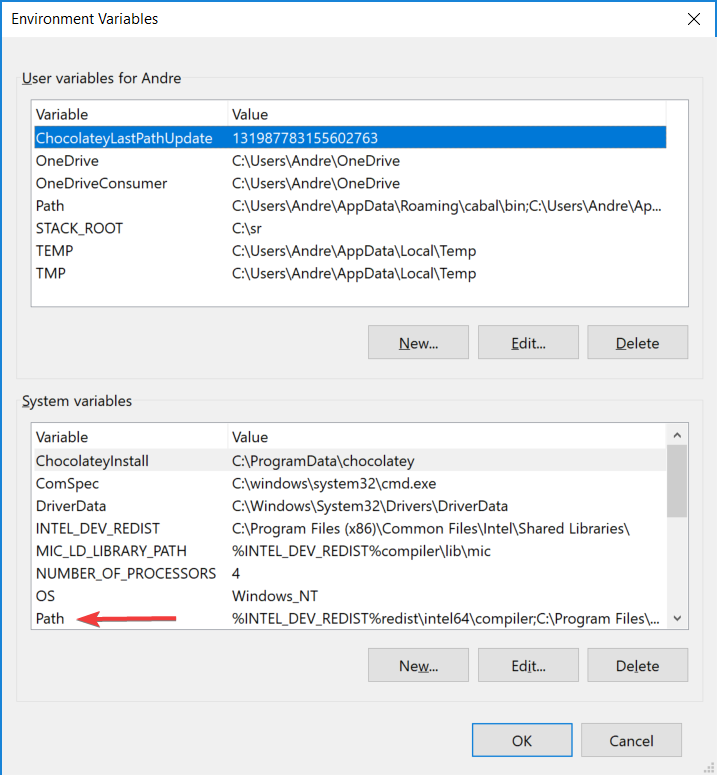 Environment Variables
User variables for Andre
Variable Value
ChocolateyLastPathUpdate 131987783155602763
OneDrive C:\Users\Andre\OneDrive
OneDriveConsumer C:\Users\Andre\OneDrive
Path C:\Users\Andre\AppData\Roaming\cabal\bin;C:\Users\Andre\Ap...
STACK_ROOT C:\sr
TEMP C:\Users\Andre\AppData\Local\Temp
TMP C:\Users\Andre\AppData\Local\Temp
New... Edit... Delete
System variables
Variable Value
ChocolateyInstall C:\ProgramData\chocolatey
ComSpec C:\windows\system32\cmd.exe
DriverData C:\Windows\System32\Drivers\DriverData
INTEL_DEV_REDIST C:\Program Files (x86)\Common Files\Intel\Shared Libraries\
MIC_LD_LIBRARY_PATH %INTEL_DEV_REDIST%compiler\lib\mic
NUMBER_OF_PROCESSORS 4
OS Windows_NT
Path %INTEL_DEV_REDIST%redist\intel64\compiler;C:\Program Files\...
New... Edit... Delete
OK Cancel